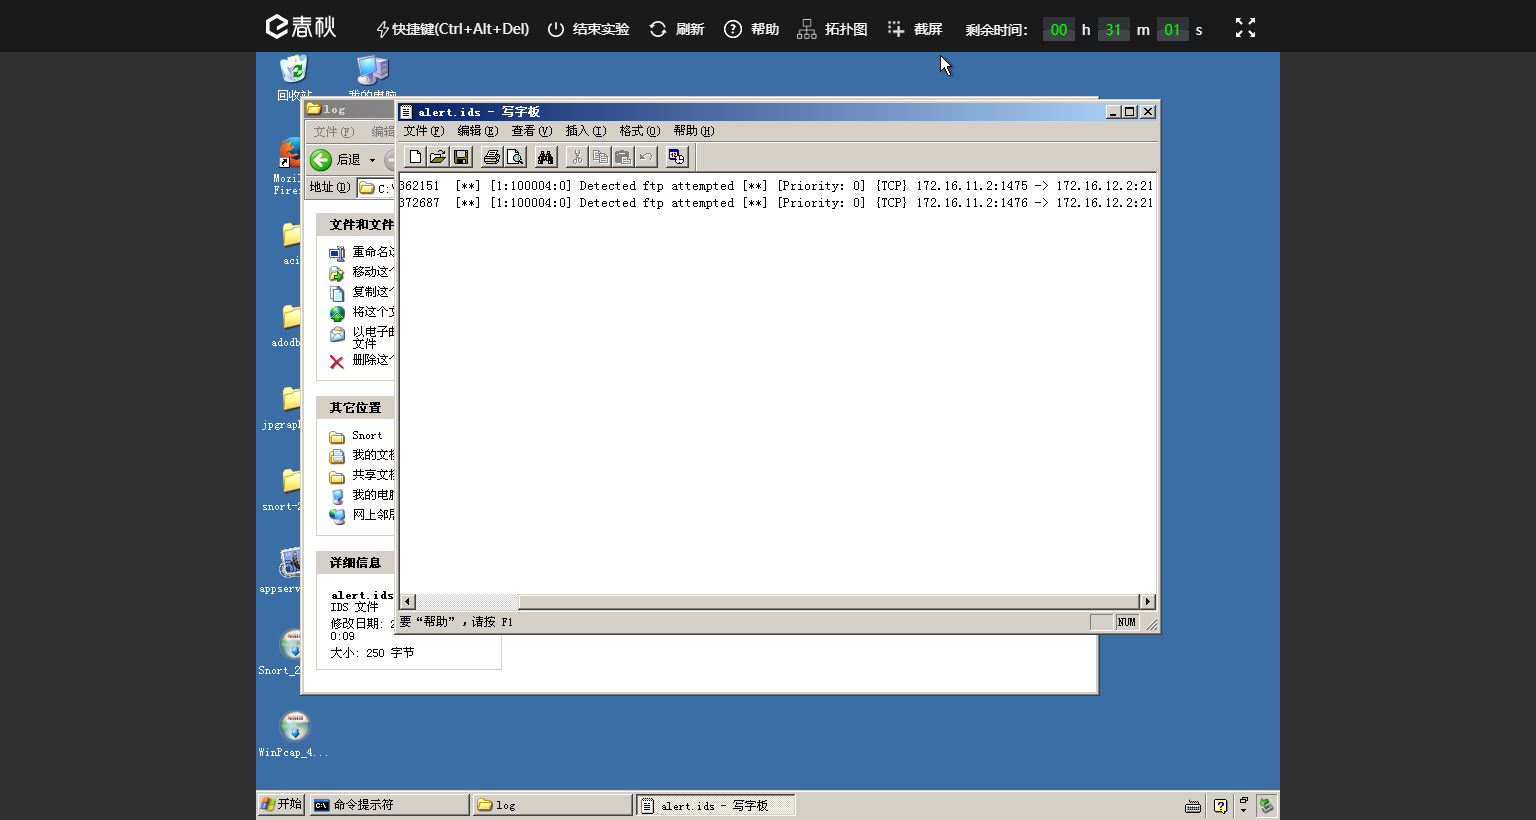 春秋 快捷键(Ctrl+Alt+Del) 结束实验 刷新 帮助 拓扑图 截屏 剩余时间: 00 h 31 m 01 s
回收站
我的电脑
log
alert.ids - 写字板
文件(F) 编辑
文件(F) 编辑(E) 查看(V) 插入(I) 格式(O) 帮助(H)
后退
地址(D) C:\
362151 [**] [1:100004:0] Detected ftp attempted [**] [Priority: 0] {TCP} 172.16.11.2:1475 -> 172.16.12.2:21
372687 [**] [1:100004:0] Detected ftp attempted [**] [Priority: 0] {TCP} 172.16.11.2:1476 -> 172.16.12.2:21
文件和文件
重命名这
移动这个
复制这个
将这个文
以电子邮
文件
删除这个
其它位置
Snort
我的文档
共享文档
我的电脑
网上邻居
详细信息
alert.ids
IDS 文件
修改日期: 2
0:09
大小: 250 字节
要“帮助”，请按 F1
NUM
Mozil
Firef
aci
adodb
jpgraph
snort-2
appserv
Snort_2
WinPcap_4...
开始 命令提示符 log alert.ids - 写字板